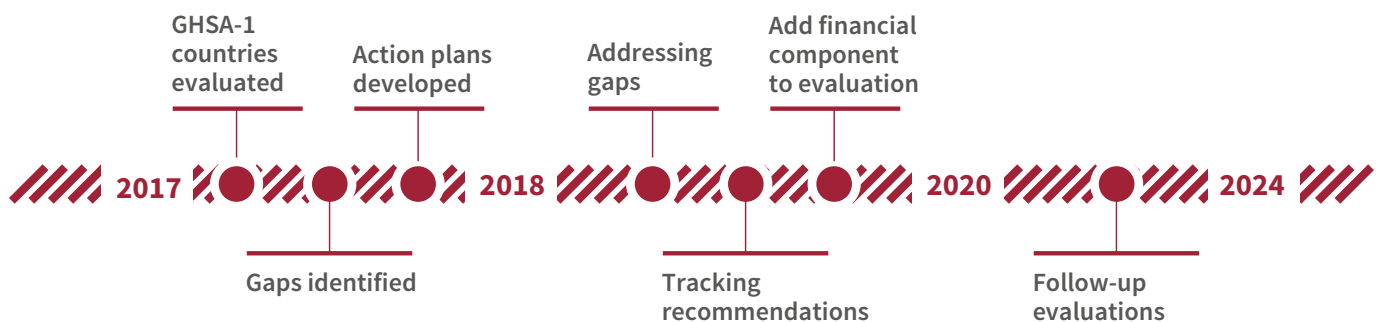 GHSA-1
countries
evaluated
Action plans
developed
Addressing
gaps
Add financial
component
to evaluation
2017
2018
2020
2024
Gaps identified
Tracking
recommendations
Follow-up
evaluations